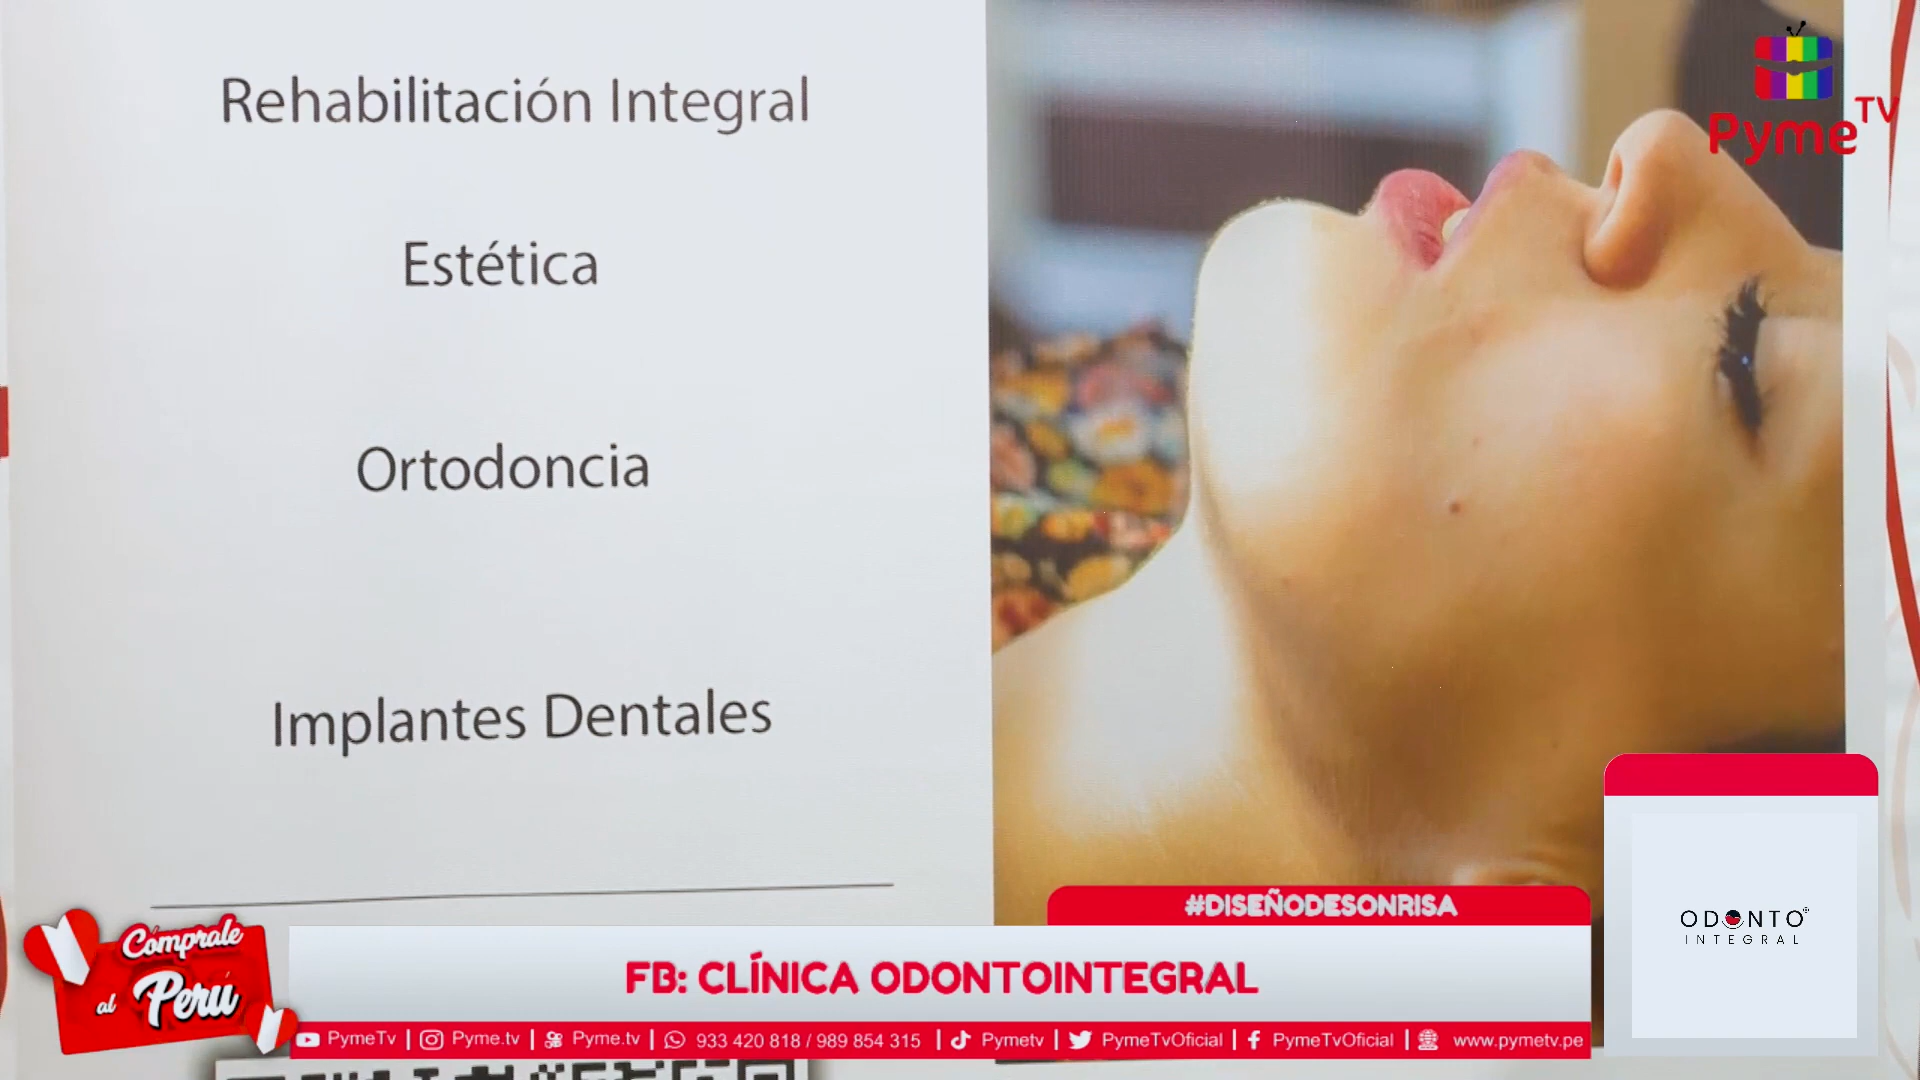 Rehabilitación Integral
Estética
Ortodoncia
Implantes Dentales
Pyme TV
#DISEÑODESONRISA
FB: CLÍNICA ODONTOINTEGRAL
Cómprale
al Perú
PymeTv | Pyme.tv | Pyme.tv | 933 420 818 / 989 854 315 | Pymetv | PymeTvOficial | PymeTvOficial | www.pymetv.pe
ODONTO
INTEGRAL